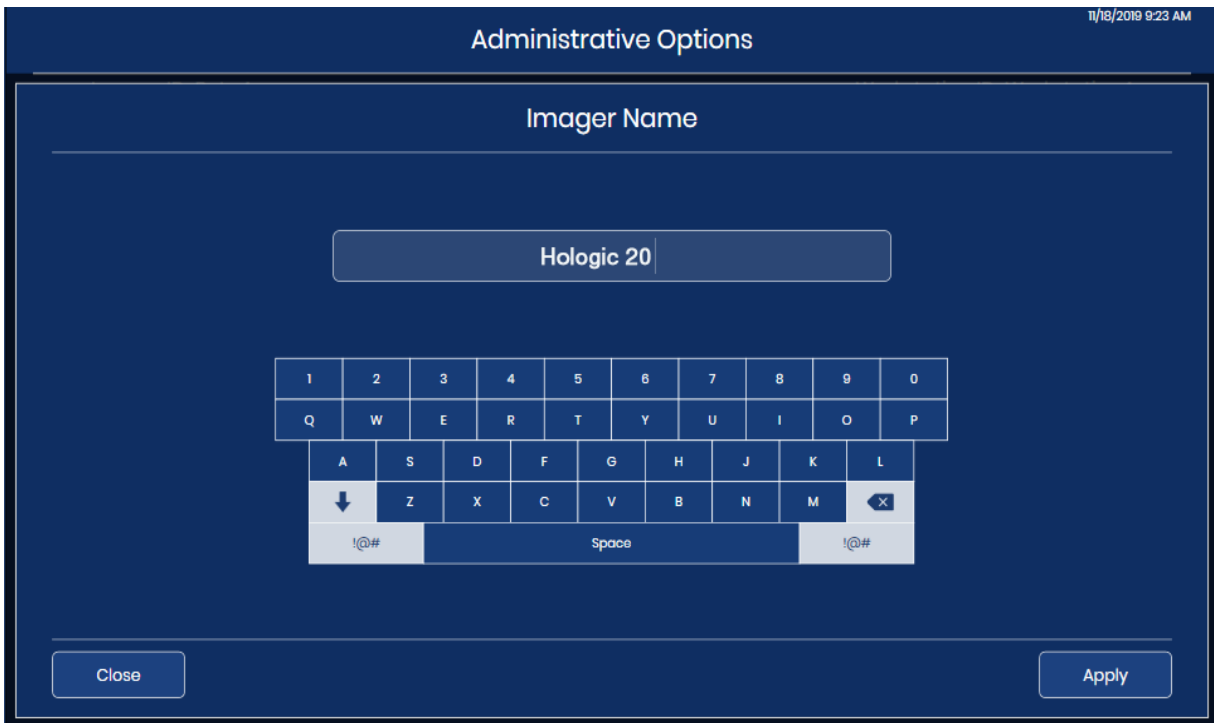 11/18/2019 9:23 AM
Administrative Options
Imager Name
Hologic 20
1 2 3 4 5 6 7 8 9 0
Q W E R T Y U I O P
A S D F G H J K L
Z X C V B N M
!@# Space !@#
Close Apply